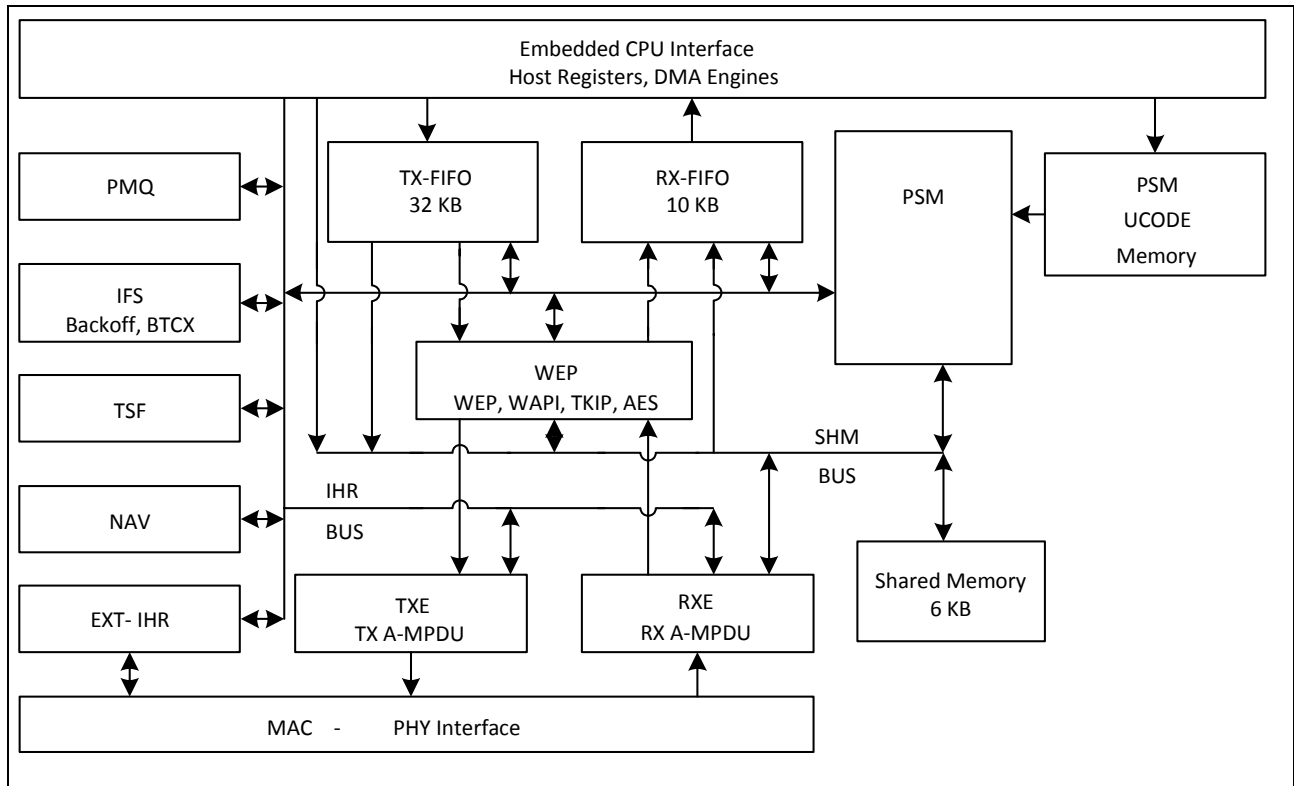 Embedded CPU Interface
Host Registers, DMA Engines
PMQ
TX-FIFO
32 KB
RX-FIFO
10 KB
PSM
PSM
UCODE
Memory
IFS
Backoff, BTCX
WEP
WEP, WAPI, TKIP, AES
TSF
SHM
BUS
IHR
BUS
NAV
Shared Memory
6 KB
EXT- IHR
TXE
TX A-MPDU
RXE
RX A-MPDU
MAC - PHY Interface